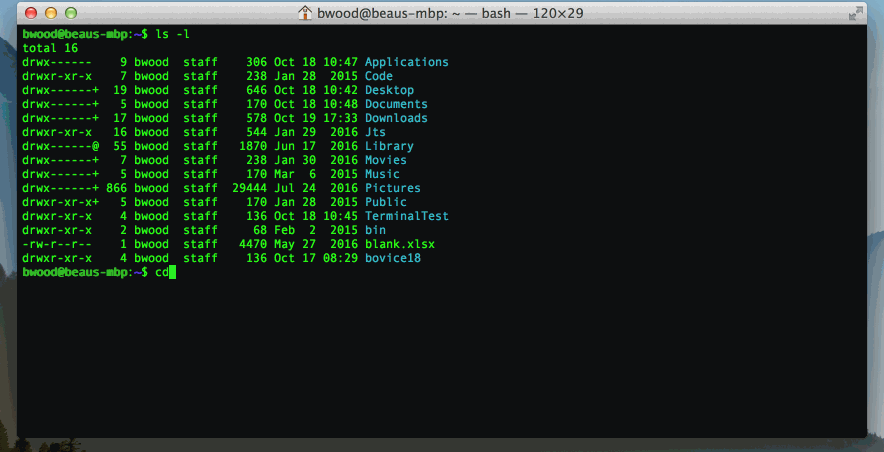 bwood@beaus-mbp: ~ — bash — 120×29
bwood@beaus-mbp:~$ ls -l
total 16
drwx------    9 bwood  staff    306 Oct 18 10:47 Applications
drwxr-xr-x    7 bwood  staff    238 Jan 28  2015 Code
drwx------+  19 bwood  staff    646 Oct 18 10:42 Desktop
drwx------+   5 bwood  staff    170 Oct 18 10:48 Documents
drwx------+  17 bwood  staff    578 Oct 19 17:33 Downloads
drwxr-xr-x   16 bwood  staff    544 Jan 29  2016 Jts
drwx------@  55 bwood  staff   1870 Jun 17  2016 Library
drwx------+   7 bwood  staff    238 Jan 30  2016 Movies
drwx------+   5 bwood  staff    170 Mar  6  2015 Music
drwx------+ 866 bwood  staff  29444 Jul 24  2016 Pictures
drwxr-xr-x+   5 bwood  staff    170 Jan 28  2015 Public
drwxr-xr-x    4 bwood  staff    136 Oct 18 10:45 TerminalTest
drwxr-xr-x    2 bwood  staff     68 Feb  2  2015 bin
-rw-r--r--    1 bwood  staff   4470 May 27  2016 blank.xlsx
drwxr-xr-x    4 bwood  staff    136 Oct 17 08:29 bovice18
bwood@beaus-mbp:~$ cd